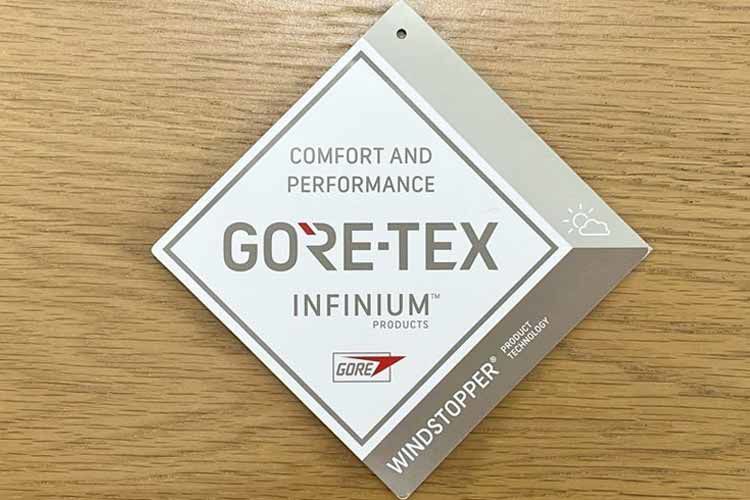 COMFORT AND
PERFORMANCE
GORE-TEX
INFINIUM™
PRODUCTS
GORE
WINDSTOPPER®
PRODUCT
TECHNOLOGY